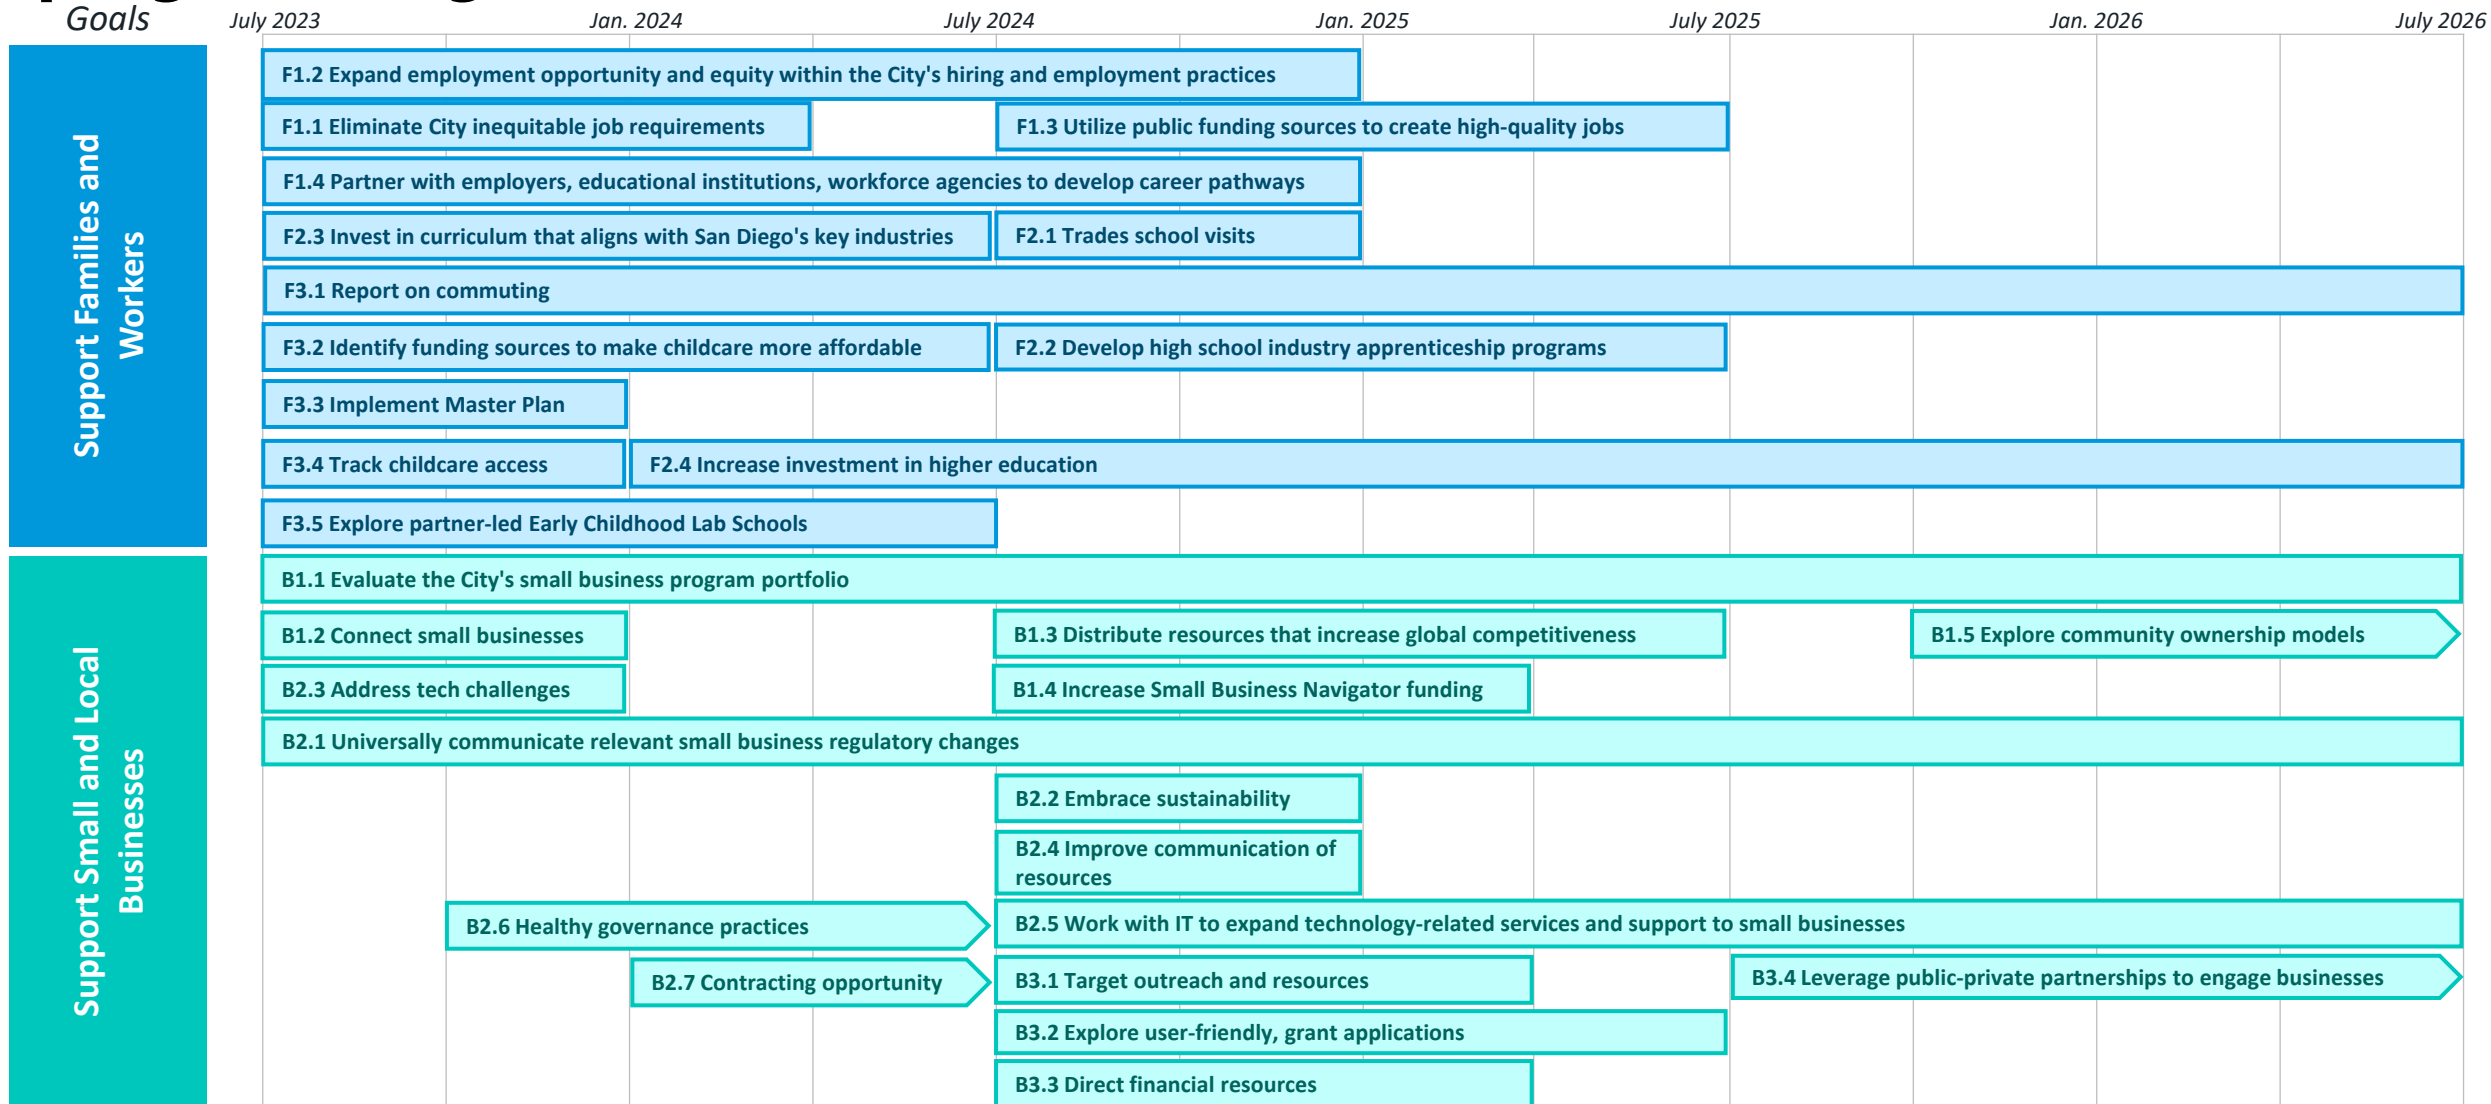 Goals
July 2023
Jan. 2024
July 2024
Jan. 2025
July 2025
Jan. 2026
July 2026
Support Families and
Workers
F1.2 Expand employment opportunity and equity within the City's hiring and employment practices
F1.1 Eliminate City inequitable job requirements
F1.3 Utilize public funding sources to create high-quality jobs
F1.4 Partner with employers, educational institutions, workforce agencies to develop career pathways
F2.3 Invest in curriculum that aligns with San Diego's key industries
F2.1 Trades school visits
F3.1 Report on commuting
F3.2 Identify funding sources to make childcare more affordable
F2.2 Develop high school industry apprenticeship programs
F3.3 Implement Master Plan
F3.4 Track childcare access
F2.4 Increase investment in higher education
F3.5 Explore partner-led Early Childhood Lab Schools
Support Small and Local
Businesses
B1.1 Evaluate the City's small business program portfolio
B1.2 Connect small businesses
B1.3 Distribute resources that increase global competitiveness
B1.5 Explore community ownership models
B2.3 Address tech challenges
B1.4 Increase Small Business Navigator funding
B2.1 Universally communicate relevant small business regulatory changes
B2.2 Embrace sustainability
B2.4 Improve communication of
resources
B2.6 Healthy governance practices
B2.5 Work with IT to expand technology-related services and support to small businesses
B2.7 Contracting opportunity
B3.1 Target outreach and resources
B3.4 Leverage public-private partnerships to engage businesses
B3.2 Explore user-friendly, grant applications
B3.3 Direct financial resources